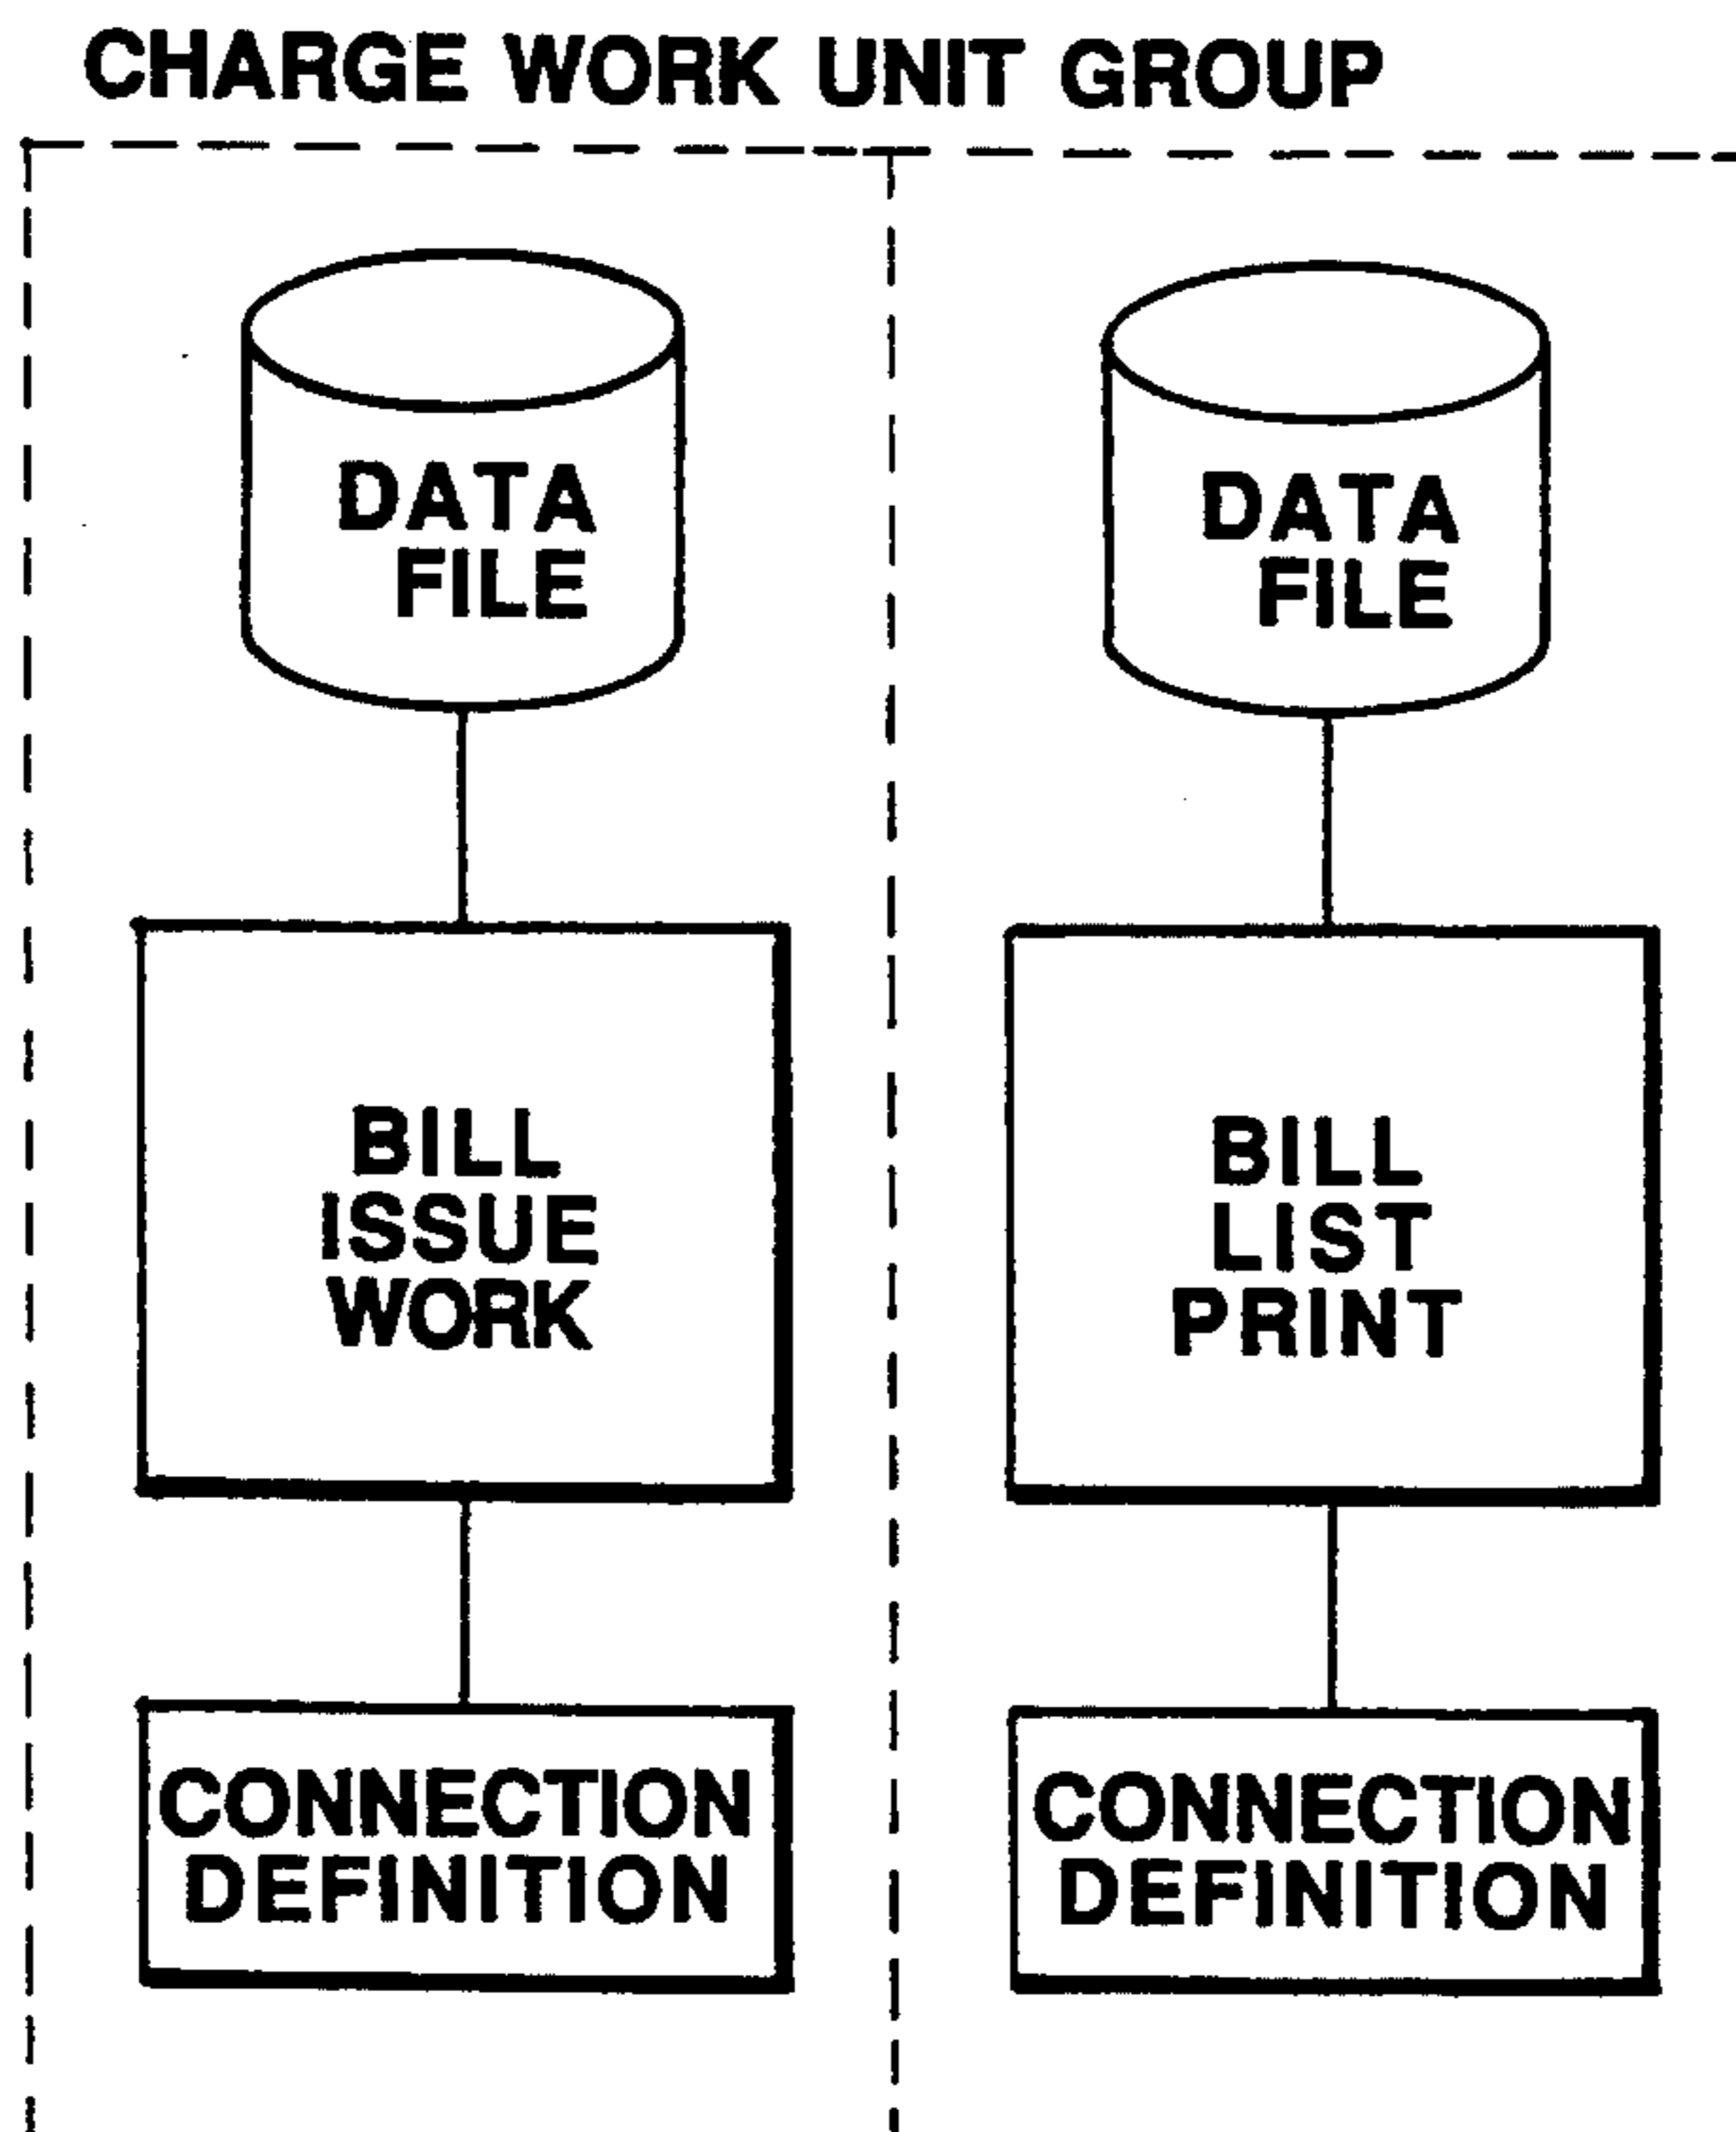 CHARGE WORK UNIT GROUP
DATA
FILE
BILL
ISSUE
WORK
CONNECTION
DEFINITION
DATA
FILE
BILL
LIST
PRINT
CONNECTION
DEFINITION